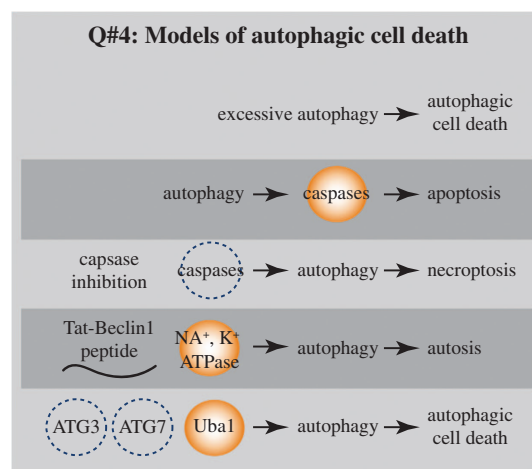 Q#4: Models of autophagic cell death
excessive autophagy
autophagic
cell death
autophagy
caspases
apoptosis
capsase
inhibition
caspases
autophagy
necroptosis
Tat-Beclin1
peptide
NA⁺, K⁺
ATPase
autophagy
autosis
ATG3
ATG7
Uba1
autophagy
autophagic
cell death